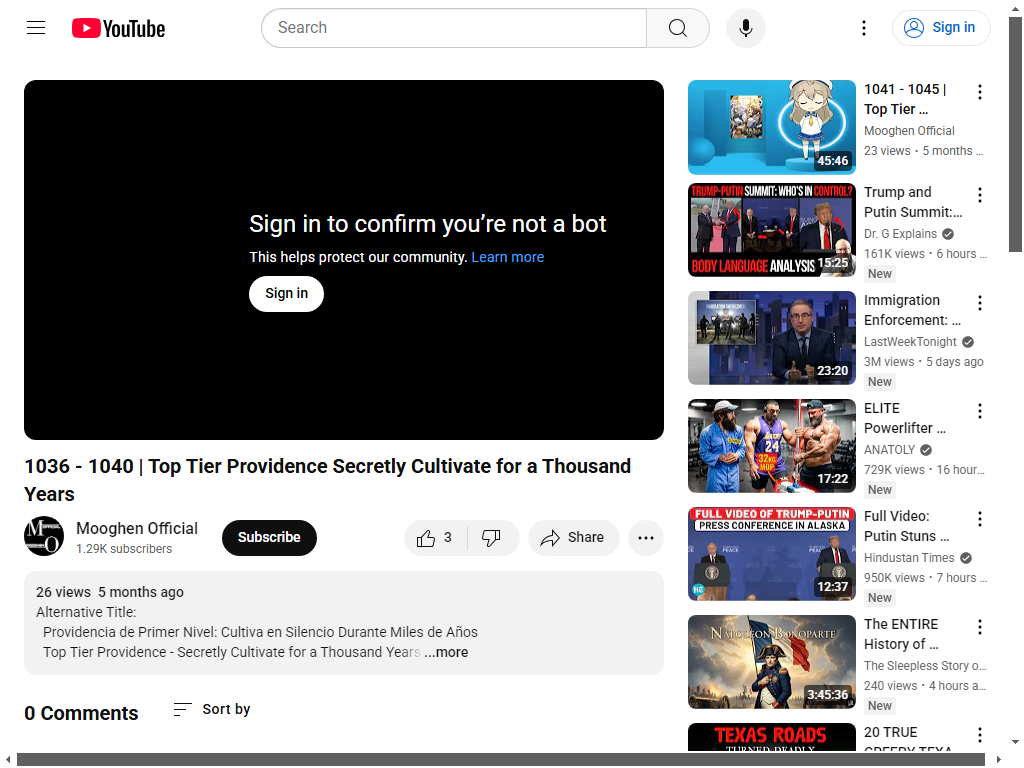 YouTube
Search
Sign in
Sign in to confirm you’re not a bot
This helps protect our community. Learn more
Sign in
1036 - 1040 | Top Tier Providence Secretly Cultivate for a Thousand
Years
Mooghen Official
1.29K subscribers
Subscribe
3
Share
26 views 5 months ago
Alternative Title:
Providencia de Primer Nivel: Cultiva en Silencio Durante Miles de Años
Top Tier Providence - Secretly Cultivate for a Thousand Years ...more
0 Comments
Sort by
45:46
1041 - 1045 |
Top Tier ...
Mooghen Official
23 views • 5 months ...
TRUMP-PUTIN SUMMIT: WHO'S IN CONTROL?
BODY LANGUAGE ANALYSIS
15:25
Trump and
Putin Summit:...
Dr. G Explains
161K views • 6 hours ...
New
23:20
Immigration
Enforcement: ...
LastWeekTonight
3M views • 5 days ago
New
24
32KG
MOP
17:22
ELITE
Powerlifter ...
ANATOLY
729K views • 16 hour...
New
FULL VIDEO OF TRUMP-PUTIN
PRESS CONFERENCE IN ALASKA
12:37
Full Video:
Putin Stuns ...
Hindustan Times
950K views • 7 hours ...
New
NAPOLEON BONOPARTE
3:45:36
The ENTIRE
History of ...
The Sleepless Story o...
240 views • 4 hours a...
New
TEXAS ROADS
TURNED DEADLY
20 TRUE
CREEPY TEXA